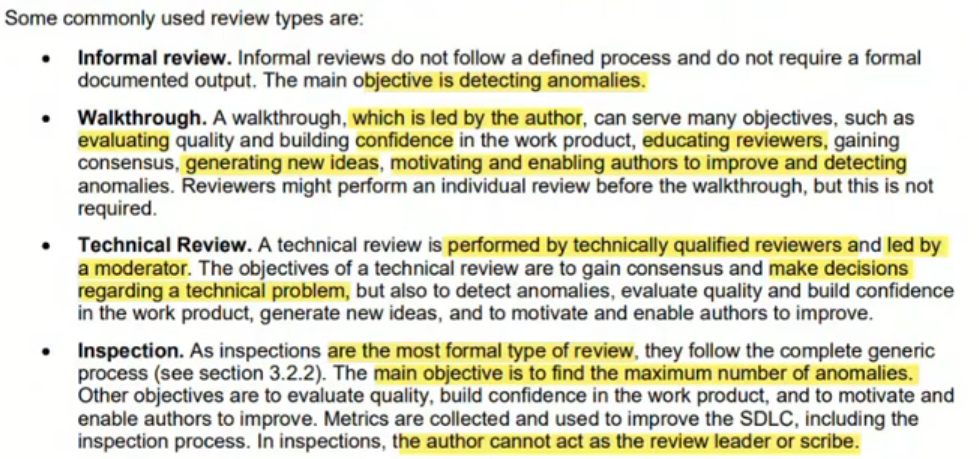 Some commonly used review types are:
• Informal review. Informal reviews do not follow a defined process and do not require a formal
documented output. The main objective is detecting anomalies.
• Walkthrough. A walkthrough, which is led by the author, can serve many objectives, such as
evaluating quality and building confidence in the work product, educating reviewers, gaining
consensus, generating new ideas, motivating and enabling authors to improve and detecting
anomalies. Reviewers might perform an individual review before the walkthrough, but this is not
required.
• Technical Review. A technical review is performed by technically qualified reviewers and led by
a moderator. The objectives of a technical review are to gain consensus and make decisions
regarding a technical problem, but also to detect anomalies, evaluate quality and build confidence
in the work product, generate new ideas, and to motivate and enable authors to improve.
• Inspection. As inspections are the most formal type of review, they follow the complete generic
process (see section 3.2.2). The main objective is to find the maximum number of anomalies.
Other objectives are to evaluate quality, build confidence in the work product, and to motivate and
enable authors to improve. Metrics are collected and used to improve the SDLC, including the
inspection process. In inspections, the author cannot act as the review leader or scribe.